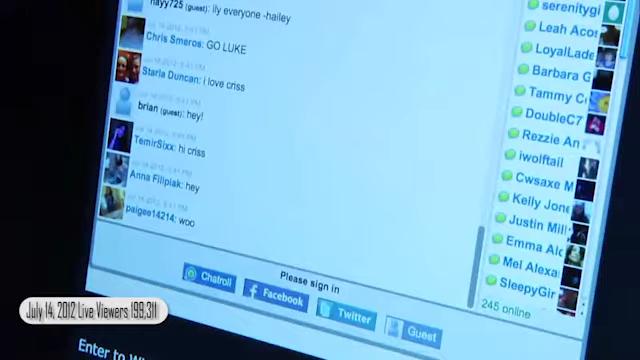 nayy725 (guest): ily everyone -hailey
Chris Smeros: GO LUKE
Starla Duncan: i love criss
brian (guest): hey!
TemirSixx: hi criss
Anna Filipiak: hey
paigee14214: woo
serenitygi
Leah Acos
LoyalLade
Barbara G
Tammy C
DoubleC7
Rezzie An
iwolftail
Cwsaxe M
Kelly Jone
Justin Mill
Emma Alc
Mel Alexa
SleepyGir
245 online
Please sign in
Chatroll
Facebook
Twitter
Guest
July 14, 2012 Live Viewers 199,311
Enter to Wi